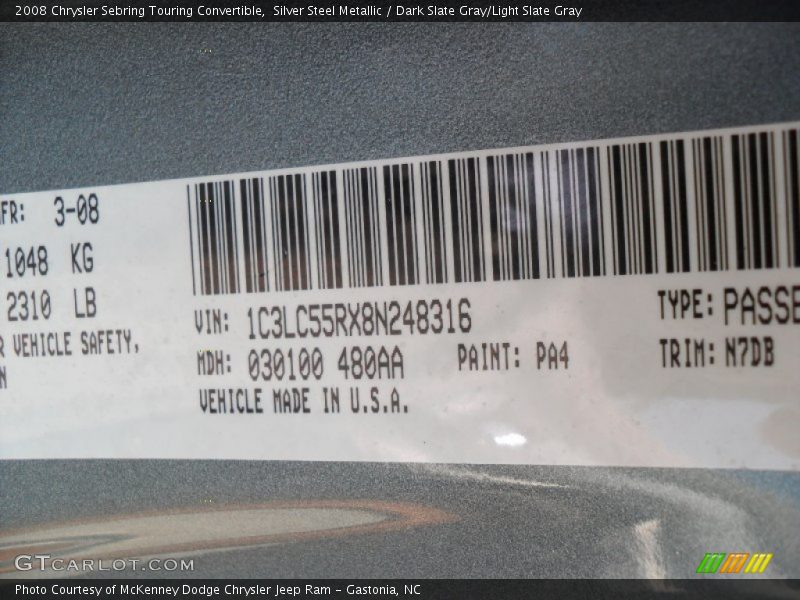 2008 Chrysler Sebring Touring Convertible, Silver Steel Metallic / Dark Slate Gray/Light Slate Gray
FR: 3-08
1048 KG
2310 LB
R VEHICLE SAFETY,
N
VIN: 1C3LC55RX8N248316
MDH: 030100 480AA
PAINT: PA4
VEHICLE MADE IN U.S.A.
TYPE: PASSE
TRIM: N7DB
GTCARLOT.COM
Photo Courtesy of McKenney Dodge Chrysler Jeep Ram – Gastonia, NC